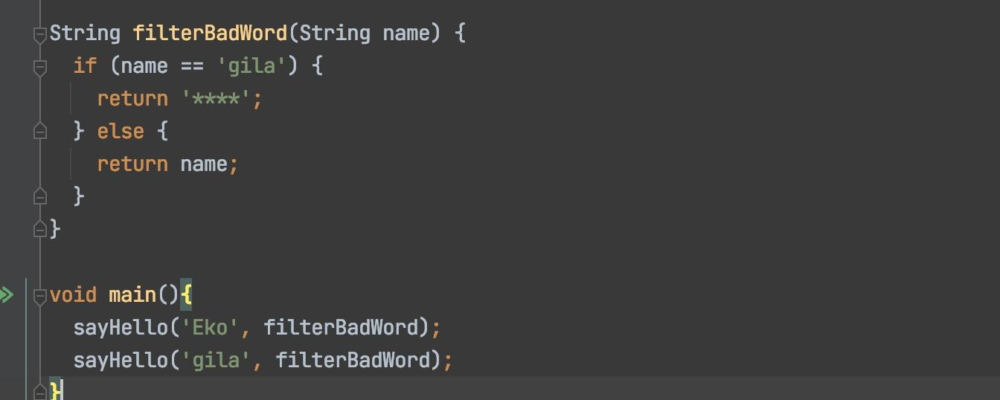 String filterBadWord(String name) {
  if (name == 'gila') {
    return '****';
  } else {
    return name;
  }
}

void main(){
  sayHello('Eko', filterBadWord);
  sayHello('gila', filterBadWord);
}